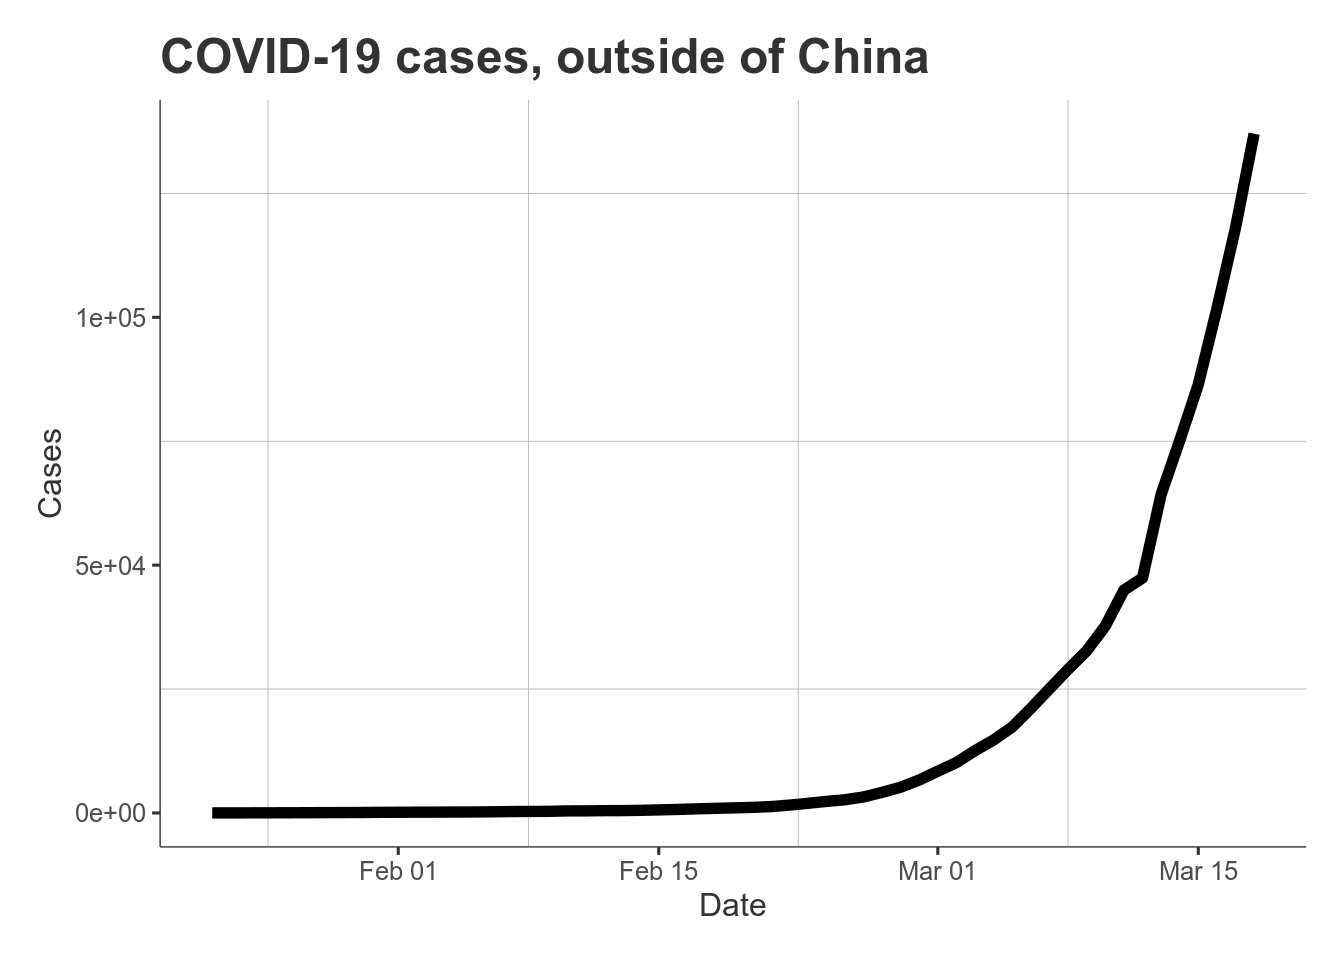 COVID-19 cases, outside of China
1e+05
5e+04
0e+00
Cases
Feb 01
Feb 15
Mar 01
Mar 15
Date